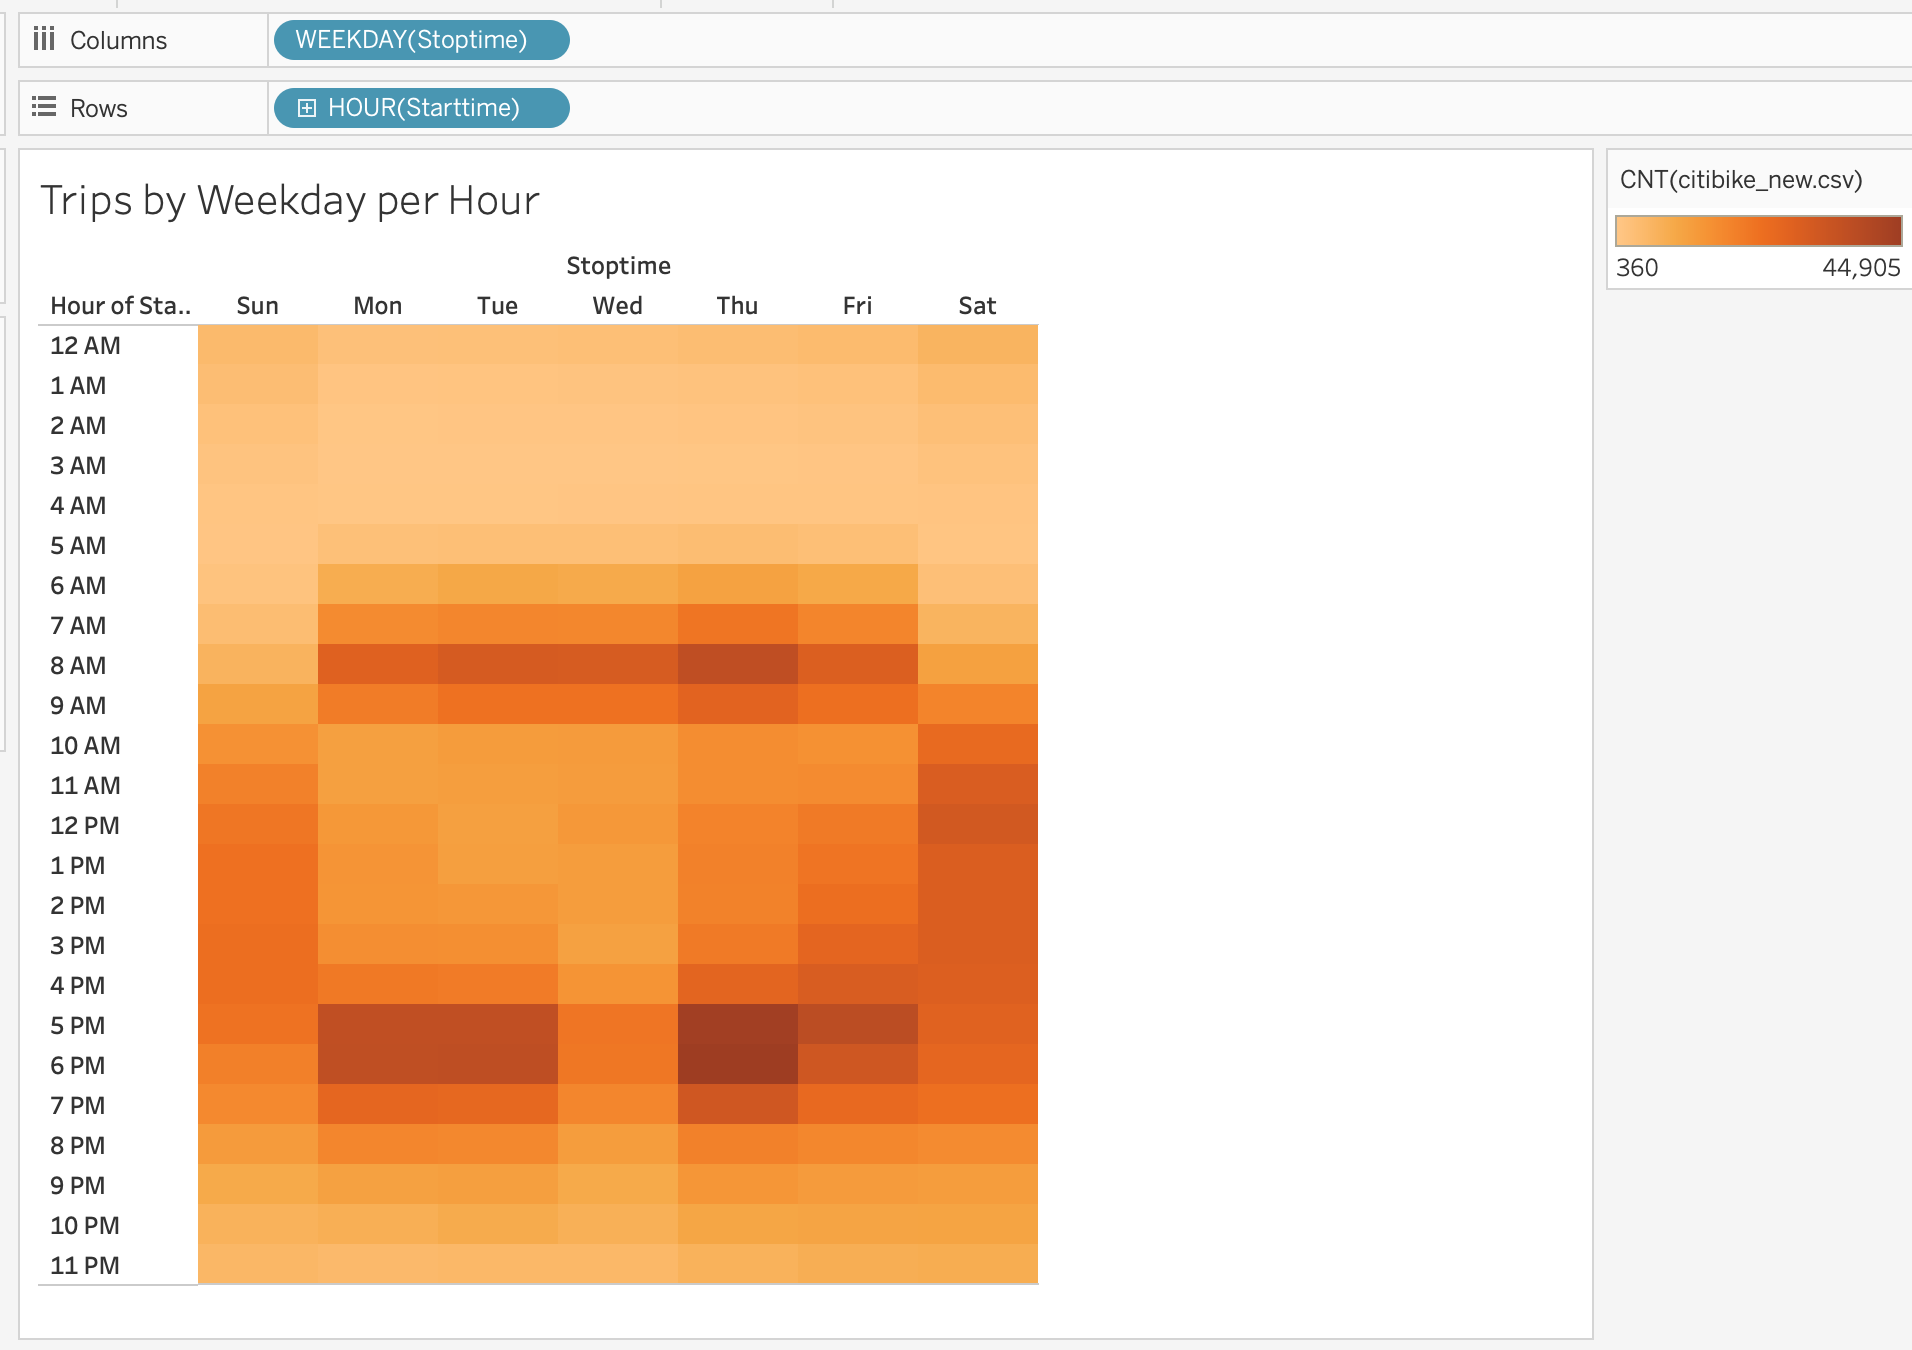 Columns
WEEKDAY(Stoptime)
Rows
HOUR(Starttime)
Trips by Weekday per Hour
CNT(citibike_new.csv)
360 44,905
Stoptime
Hour of Sta.. Sun Mon Tue Wed Thu Fri Sat
12 AM
1 AM
2 AM
3 AM
4 AM
5 AM
6 AM
7 AM
8 AM
9 AM
10 AM
11 AM
12 PM
1 PM
2 PM
3 PM
4 PM
5 PM
6 PM
7 PM
8 PM
9 PM
10 PM
11 PM